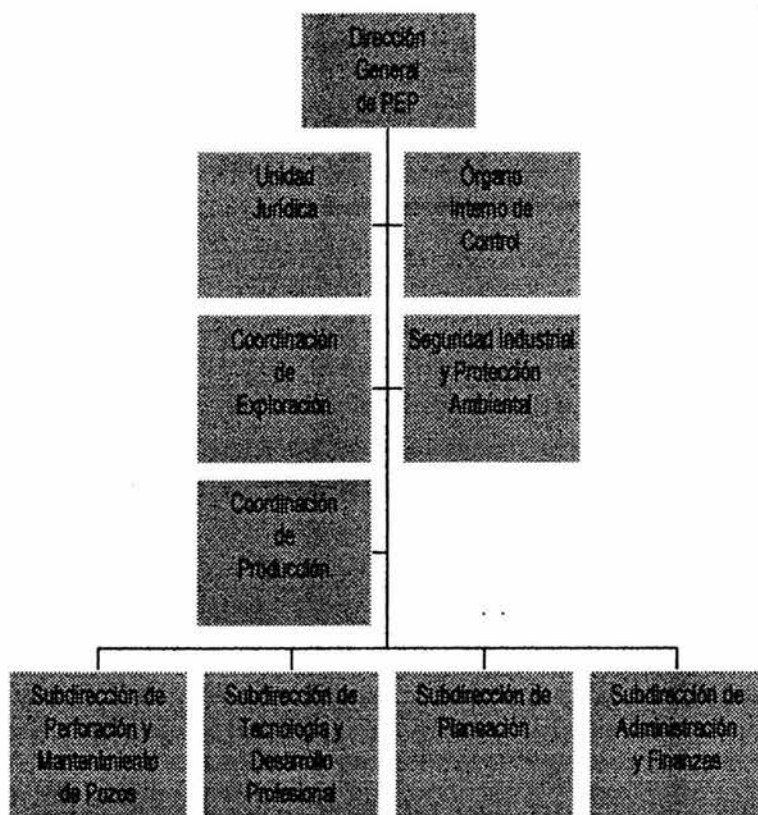 Dirección
General
de PEP
Unidad
Jurídica
Órgano
Interno de
Control
Coordinación
de
Exploración
Seguridad Industrial
y Protección
Ambiental
Coordinación
de
Producción
Subdirección de
Perforación y
Mantenimiento
de Pozos
Subdirección de
Tecnología y
Desarrollo
Profesional
Subdirección de
Planeación
Subdirección de
Administración
y Finanzas